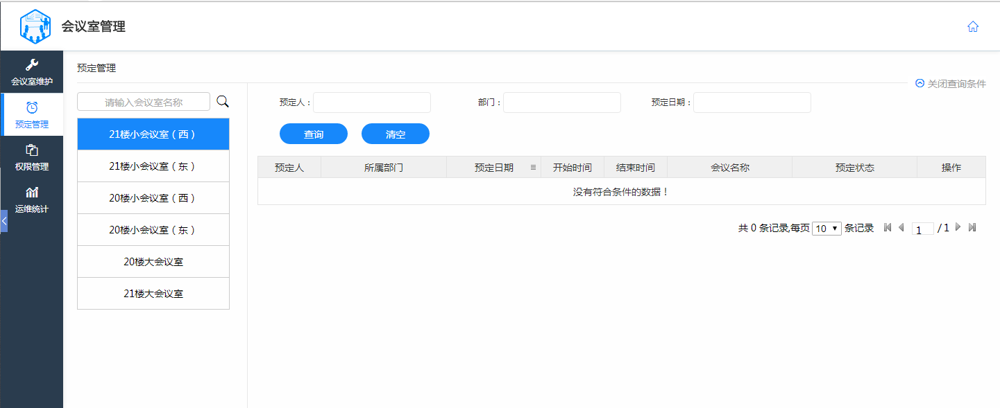 会议室管理
会议室维护
预定管理
权限管理
运维统计
预定管理
关闭查询条件
请输入会议室名称
21楼小会议室（西）
21楼小会议室（东）
20楼小会议室（西）
20楼小会议室（东）
20楼大会议室
21楼大会议室
预定人： 部门： 预定日期：
查询 清空
预定人 所属部门 预定日期 开始时间 结束时间 会议名称 预定状态 操作
没有符合条件的数据！
共 0 条记录,每页 10 条记录 1 / 1